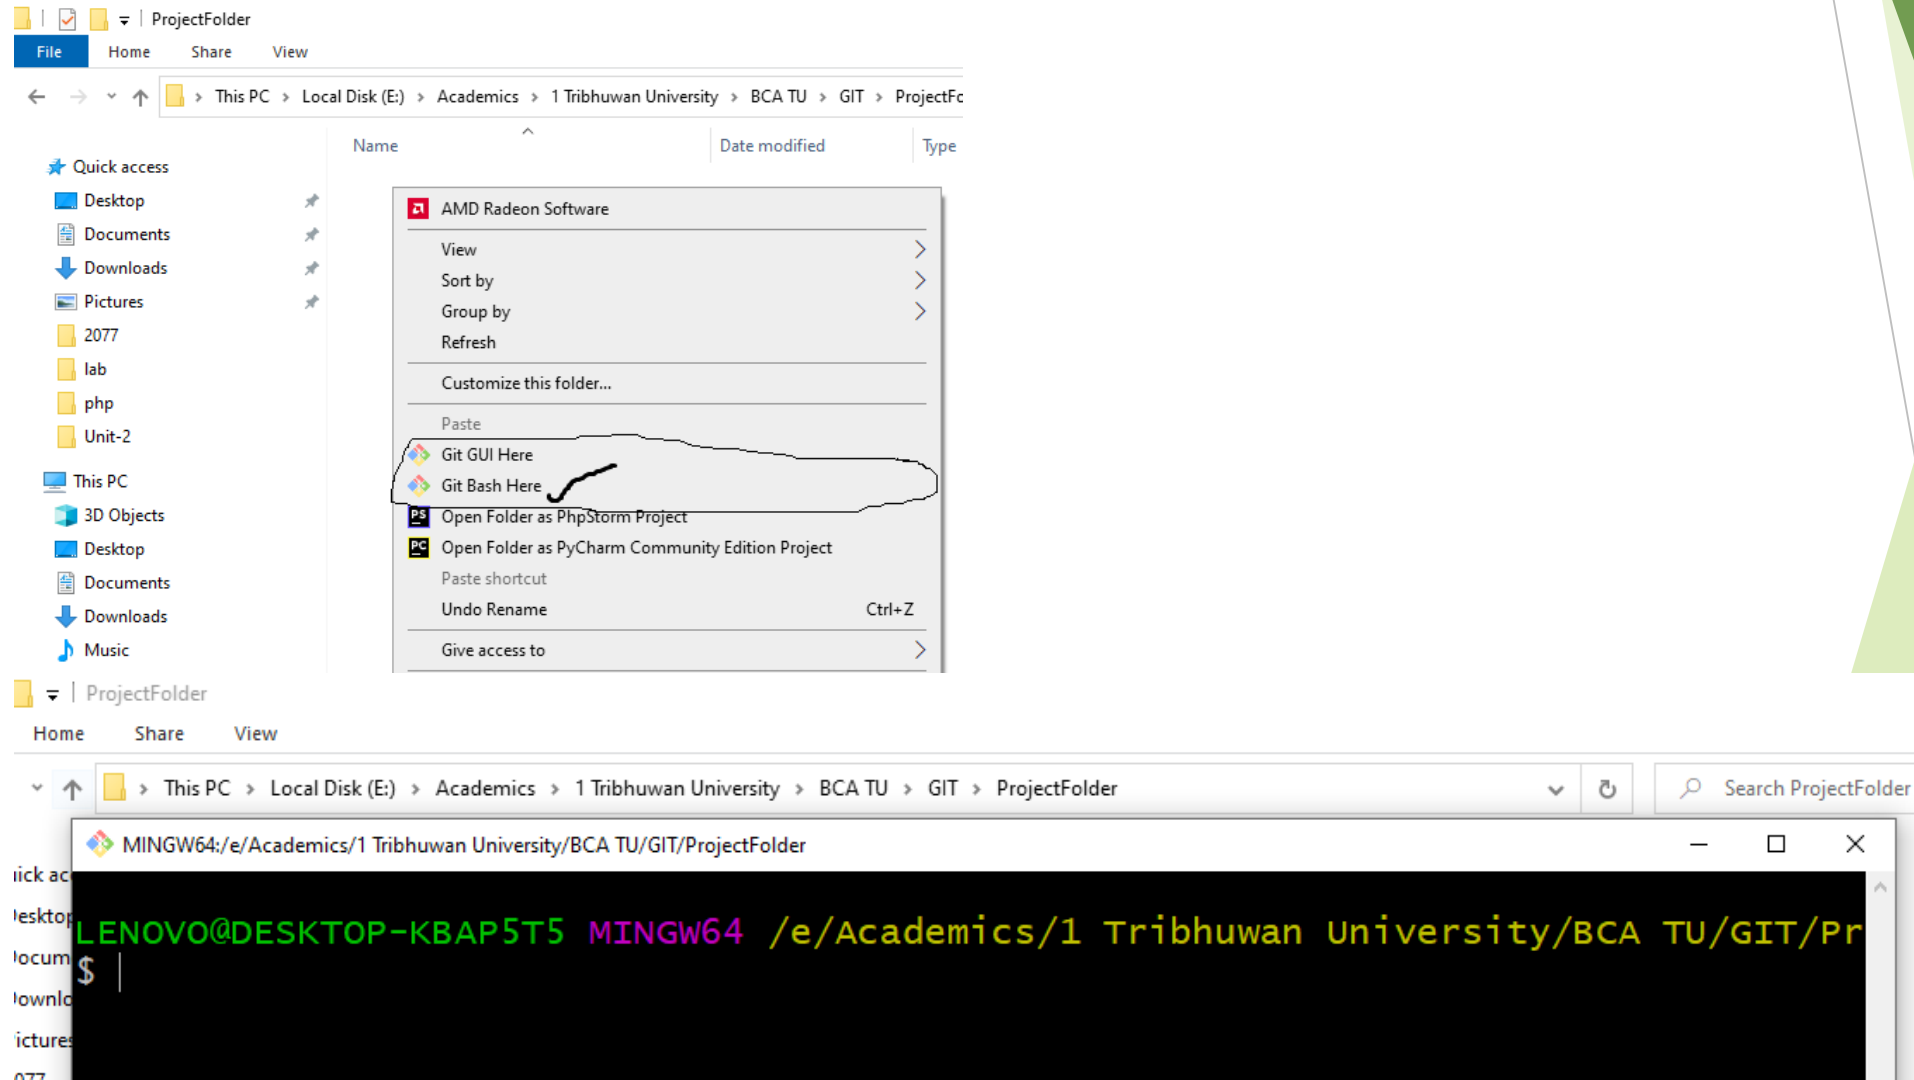 ProjectFolder
File Home Share View
This PC > Local Disk (E:) > Academics > 1 Tribhuwan University > BCA TU > GIT > ProjectFo
Name Date modified Type
Quick access
Desktop
Documents
Downloads
Pictures
2077
lab
php
Unit-2
This PC
3D Objects
Desktop
Documents
Downloads
Music
AMD Radeon Software
View
Sort by
Group by
Refresh
Customize this folder...
Paste
Git GUI Here
Git Bash Here
Open Folder as PhpStorm Project
Open Folder as PyCharm Community Edition Project
Paste shortcut
Undo Rename Ctrl+Z
Give access to
ProjectFolder
Home Share View
This PC > Local Disk (E:) > Academics > 1 Tribhuwan University > BCA TU > GIT > ProjectFolder
Search ProjectFolder
MINGW64:/e/Academics/1 Tribhuwan University/BCA TU/GIT/ProjectFolder
LENOVO@DESKTOP-KBAP5T5 MINGW64 /e/Academics/1 Tribhuwan University/BCA TU/GIT/Pr
$